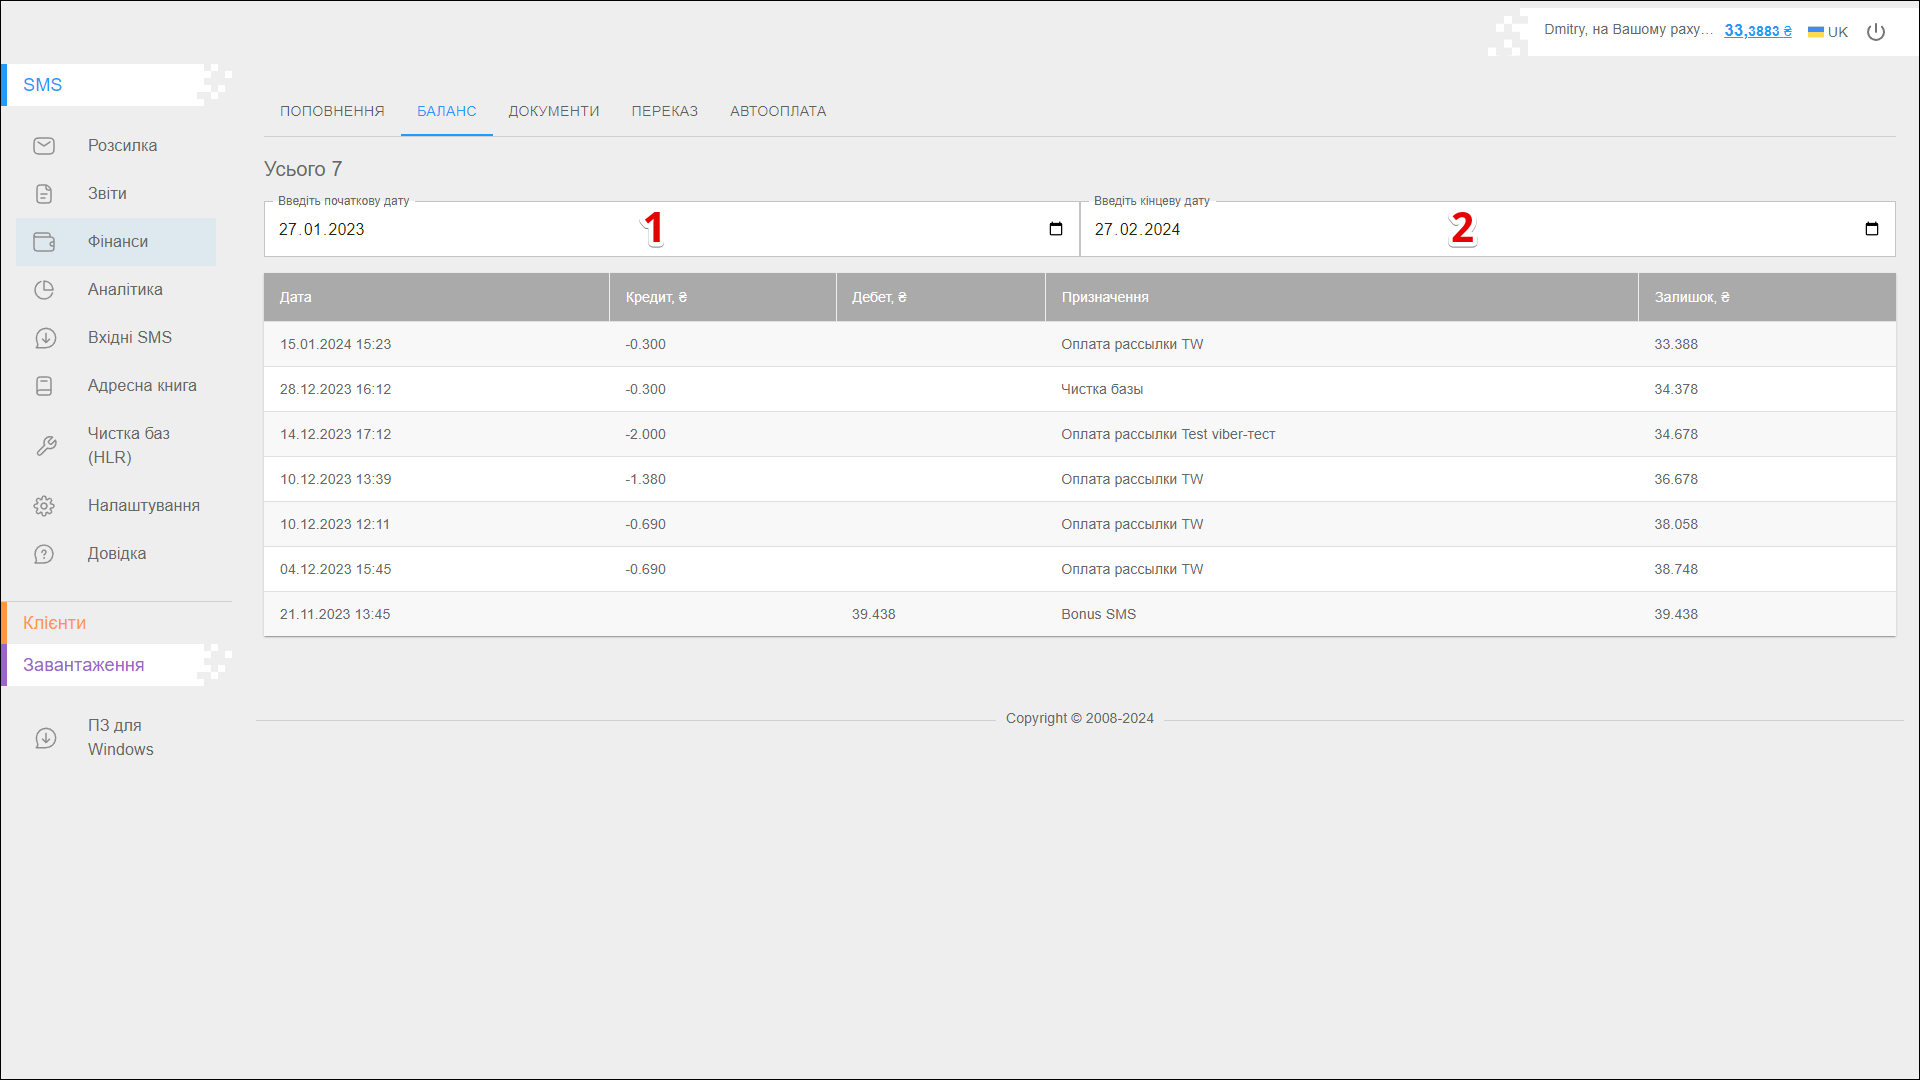 Dmitry, на Вашому раху... 33,3883 ₴ UK
SMS
Розсилка
Звіти
Фінанси
Аналітика
Вхідні SMS
Адресна книга
Чистка баз
(HLR)
Налаштування
Довідка
Клієнти
Завантаження
ПЗ для
Windows
ПОПОВНЕННЯ БАЛАНС ДОКУМЕНТИ ПЕРЕКАЗ АВТООПЛАТА
Усього 7
Введіть початкову дату
27.01.2023 1
Введіть кінцеву дату
27.02.2024 2
Дата Кредит, ₴ Дебет, ₴ Призначення Залишок, ₴
15.01.2024 15:23 -0.300 Оплата рассылки TW 33.388
28.12.2023 16:12 -0.300 Чистка базы 34.378
14.12.2023 17:12 -2.000 Оплата рассылки Test viber-тест 34.678
10.12.2023 13:39 -1.380 Оплата рассылки TW 36.678
10.12.2023 12:11 -0.690 Оплата рассылки TW 38.058
04.12.2023 15:45 -0.690 Оплата рассылки TW 38.748
21.11.2023 13:45 39.438 Bonus SMS 39.438
Copyright © 2008-2024